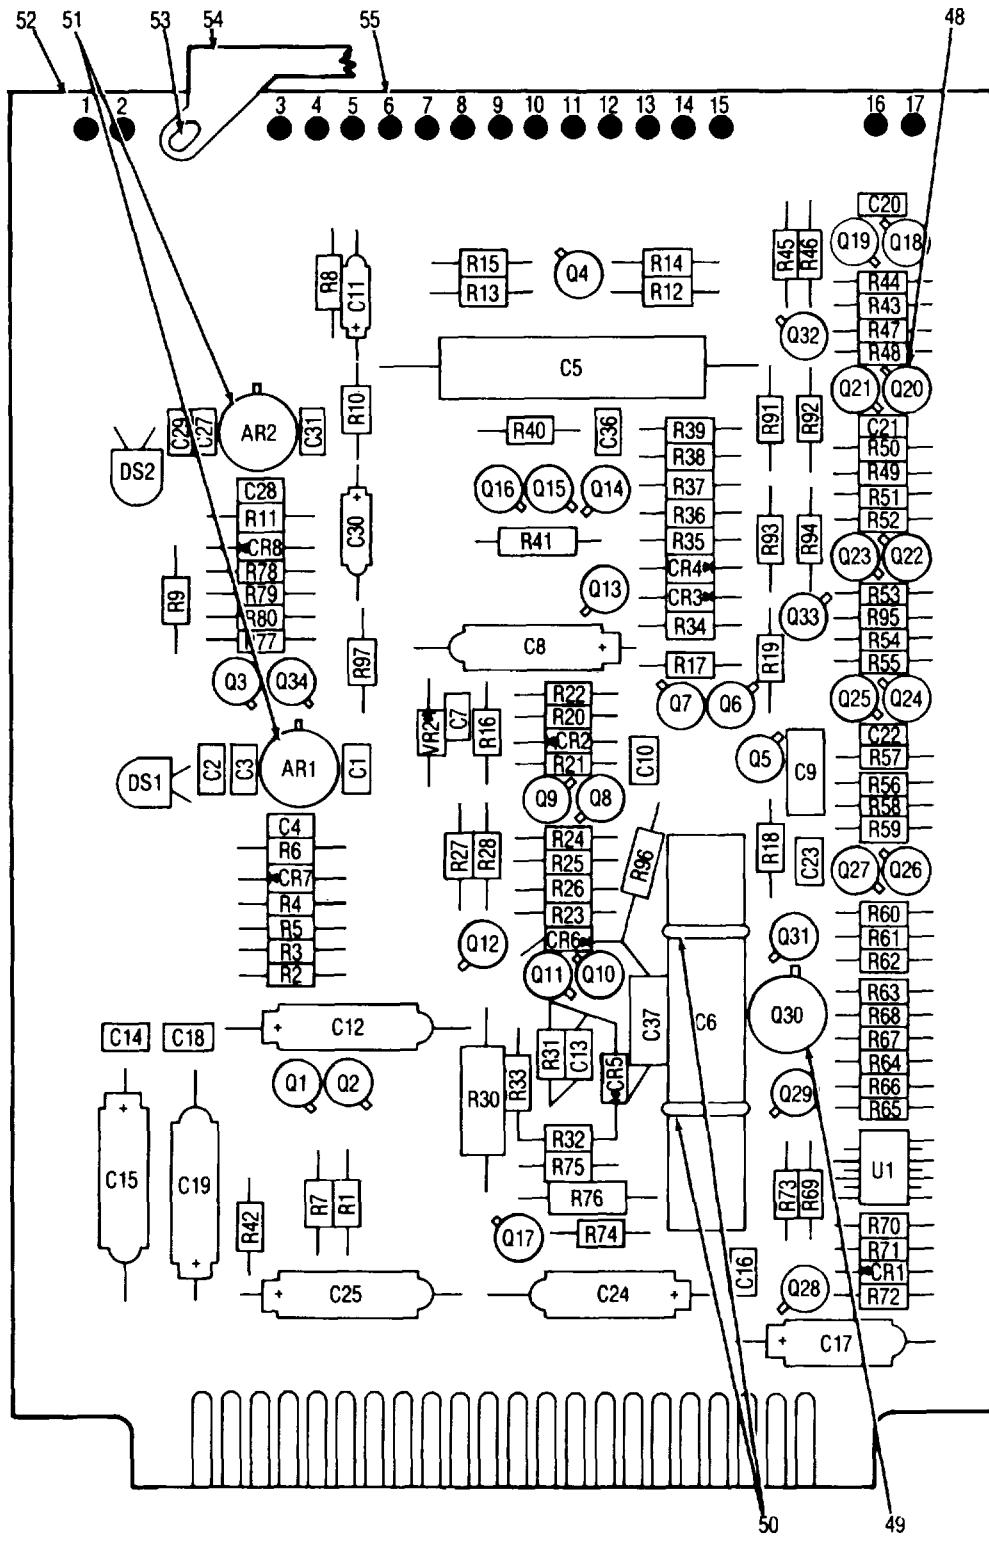 52 51 53 54 55 48
1 2 3 4 5 6 7 8 9 10 11 12 13 14 15 16 17
C20
Q19 Q18
R45 R46
R8 C11 +
R15 Q4 R14
R13 R12
R44
R43
R47
R48
Q32
C5
Q21 Q20
R10
R91 R92
C29 C27 AR2 C31
R40 C36 R39
C21
R50
R38
DS2
R49
Q16 Q15 Q14 R37
C28
R51
R11
+ C30
R36
R52
R41 R35
R93 R94
CR8
Q23 Q22
R78
CR4
R9
R79
Q13 CR3
R53
R80
R95
Q33
R34
77
R54
C8 +
R97
R17 R19
R55
Q3 Q34
Q7 Q6
Q25 Q24
R22
VR2 C7 R16
R20
C22
CR2
C10
Q5 C9
R57
R21
DS1 C2 C3 AR1 C1
R56
Q9 Q8
R58
C4
R59
R24
R6
R27 R28
R25
R96
R18 C23
CR7
Q27 Q26
R26
R4
R23
R60
R5
Q12
CR6
Q31
R61
R3
R62
R2
Q11 Q10
R63
C14 C18
+ C12
C37 C6
Q30
R68
R67
R31 C13
R64
Q1 Q2
R30 R33
CR5
Q29
R66
R65
+
C15 C19
R32
R75
U1
R7 R1
R76
R73 R69
R42
Q17 R74
R70
R71
+
C16
CR1
+ C25
C24 +
Q28
R72
+ C17
50 49